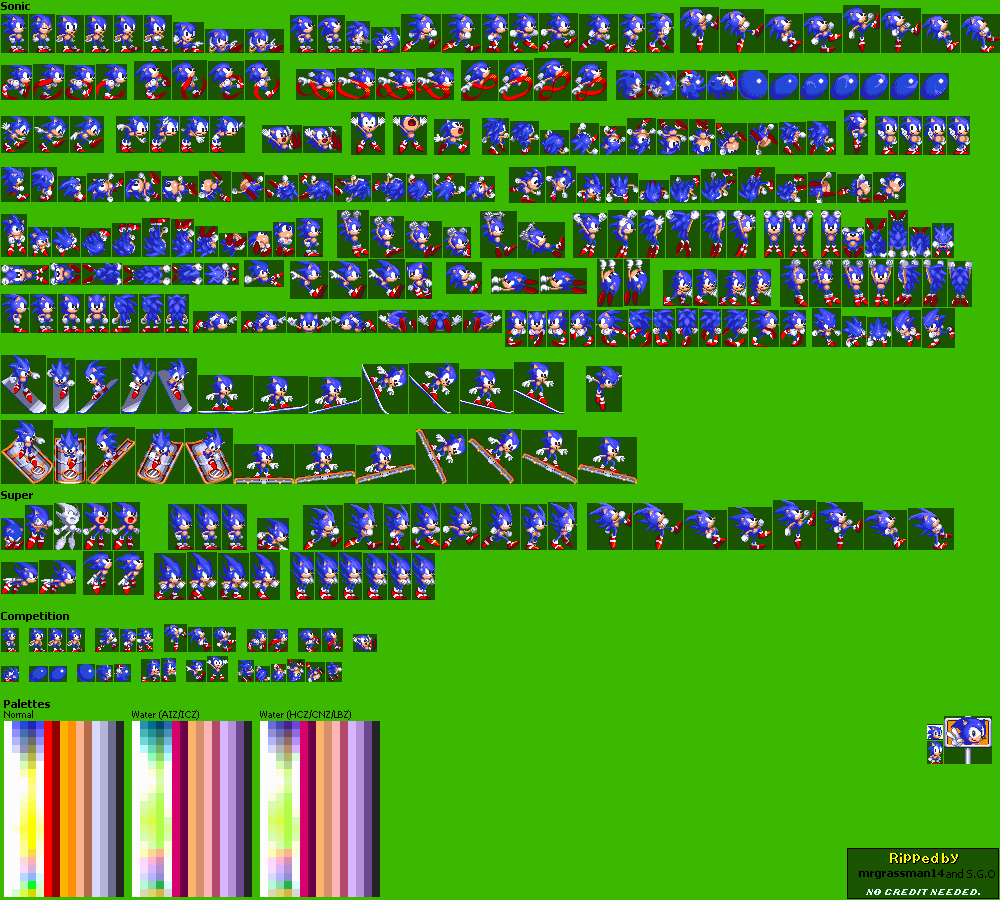 Sonic
Super
Competition
Palettes
Normal
Water (AIZ/ICZ)
Water (HCZ/CNZ/LBZ)
Ripped by
mrgrassman14 and S.G.O
NO CREDIT NEEDED.